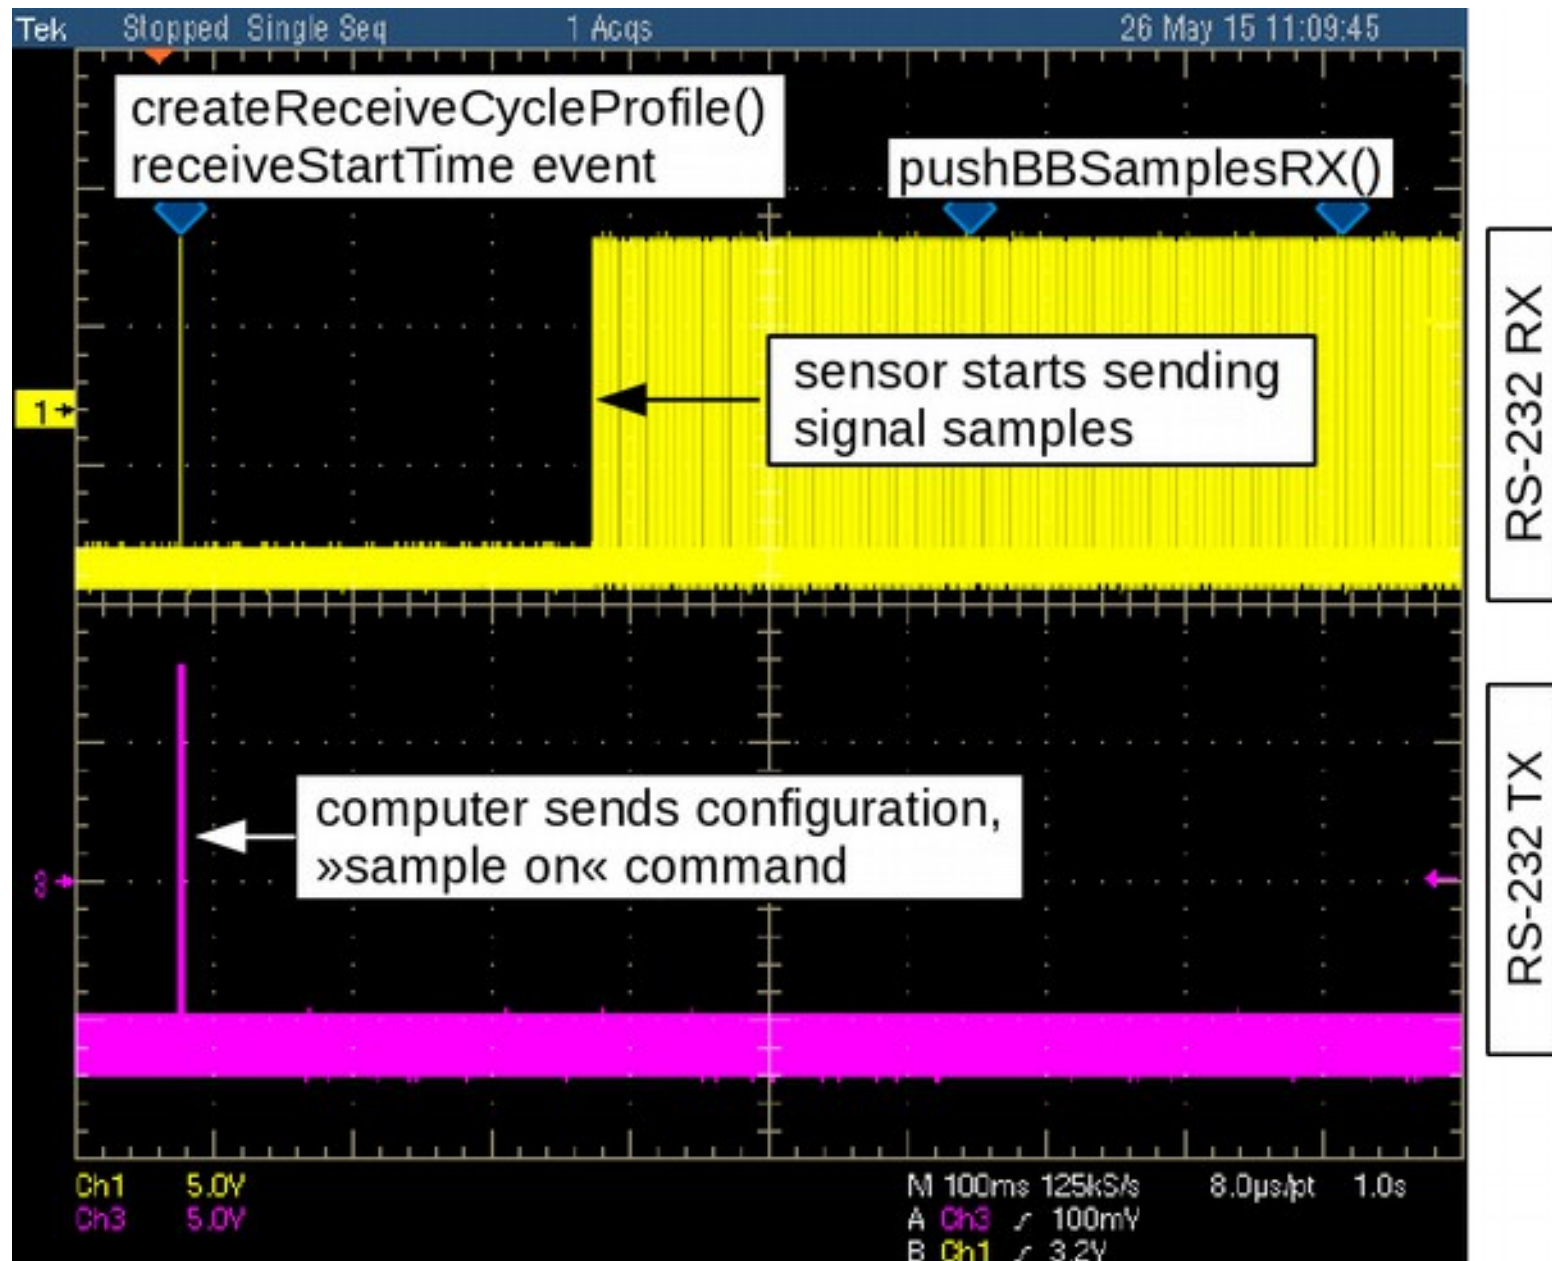 Tek Stopped Single Seq 1 Acqs 26 May 15 11:09:45
createReceiveCycleProfile()
receiveStartTime event
pushBBSamplesRX()
sensor starts sending
signal samples
1
RS-232 RX
computer sends configuration,
»sample on« command
3
RS-232 TX
Ch1 5.0V M 100ms 125kS/s 8.0µs/pt 1.0s
Ch3 5.0V A Ch3 100mV
B Ch1 3.2V